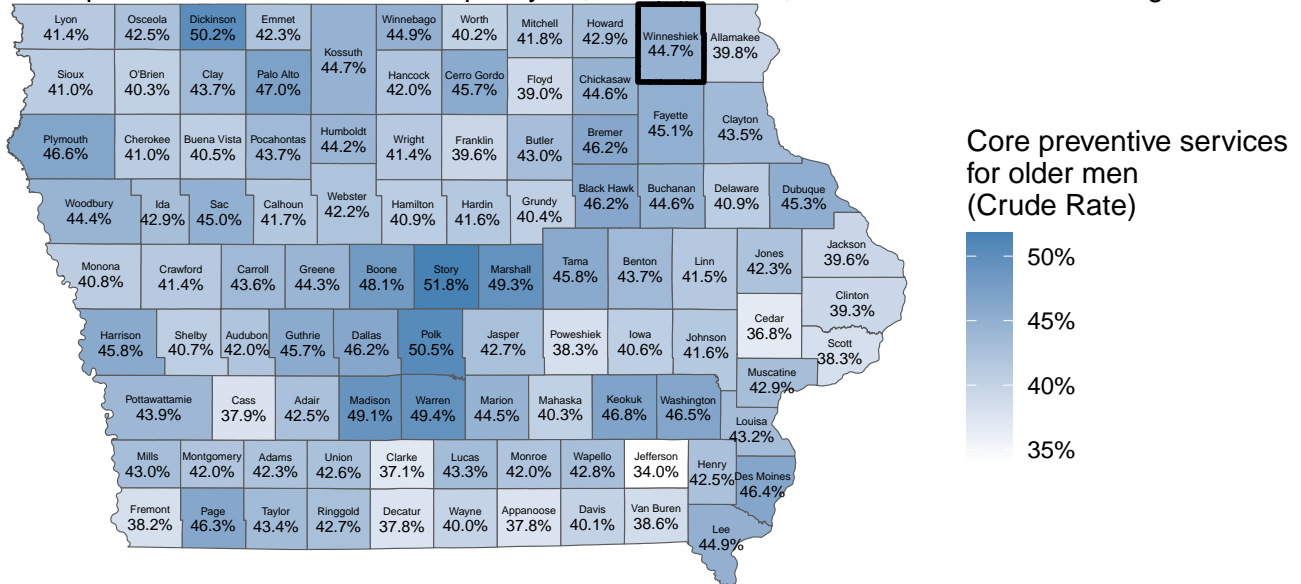 Lyon Osceola Dickinson Emmet Winnebago Worth Mitchell Howard Winneshiek Allamakee
41.4% 42.5% 50.2% 42.3% 44.9% 40.2% 41.8% 42.9% 44.7% 39.8%
Kossuth
44.7%
Sioux O'Brien Clay Palo Alto Hancock Cerro Gordo Floyd Chickasaw
41.0% 40.3% 43.7% 47.0% 42.0% 45.7% 39.0% 44.6%
Fayette Clayton
45.1% 43.5%
Plymouth Cherokee Buena Vista Pocahontas Humboldt Wright Franklin Butler Bremer
46.6% 41.0% 40.5% 43.7% 44.2% 41.4% 39.6% 43.0% 46.2%
Woodbury Ida Sac Calhoun Webster Hamilton Hardin Grundy Black Hawk Buchanan Delaware Dubuque
44.4% 42.9% 45.0% 41.7% 42.2% 40.9% 41.6% 40.4% 46.2% 44.6% 40.9% 45.3%
Monona Crawford Carroll Greene Boone Story Marshall Tama Benton Linn Jones Jackson
40.8% 41.4% 43.6% 44.3% 48.1% 51.8% 49.3% 45.8% 43.7% 41.5% 42.3% 39.6%
Clinton
39.3%
Harrison Shelby Audubon Guthrie Dallas Polk Jasper Poweshiek Iowa Johnson Cedar Scott
45.8% 40.7% 42.0% 45.7% 46.2% 50.5% 42.7% 38.3% 40.6% 41.6% 36.8% 38.3%
Muscatine
42.9%
Pottawattamie Cass Adair Madison Warren Marion Mahaska Keokuk Washington
43.9% 37.9% 42.5% 49.1% 49.4% 44.5% 40.3% 46.8% 46.5%
Louisa
43.2%
Mills Montgomery Adams Union Clarke Lucas Monroe Wapello Jefferson Henry Des Moines
43.0% 42.0% 42.3% 42.6% 37.1% 43.3% 42.0% 42.8% 34.0% 42.5% 46.4%
Fremont Page Taylor Ringgold Decatur Wayne Appanoose Davis Van Buren Lee
38.2% 46.3% 43.4% 42.7% 37.8% 40.0% 37.8% 40.1% 38.6% 44.9%
Core preventive services
for older men
(Crude Rate)
50%
45%
40%
35%